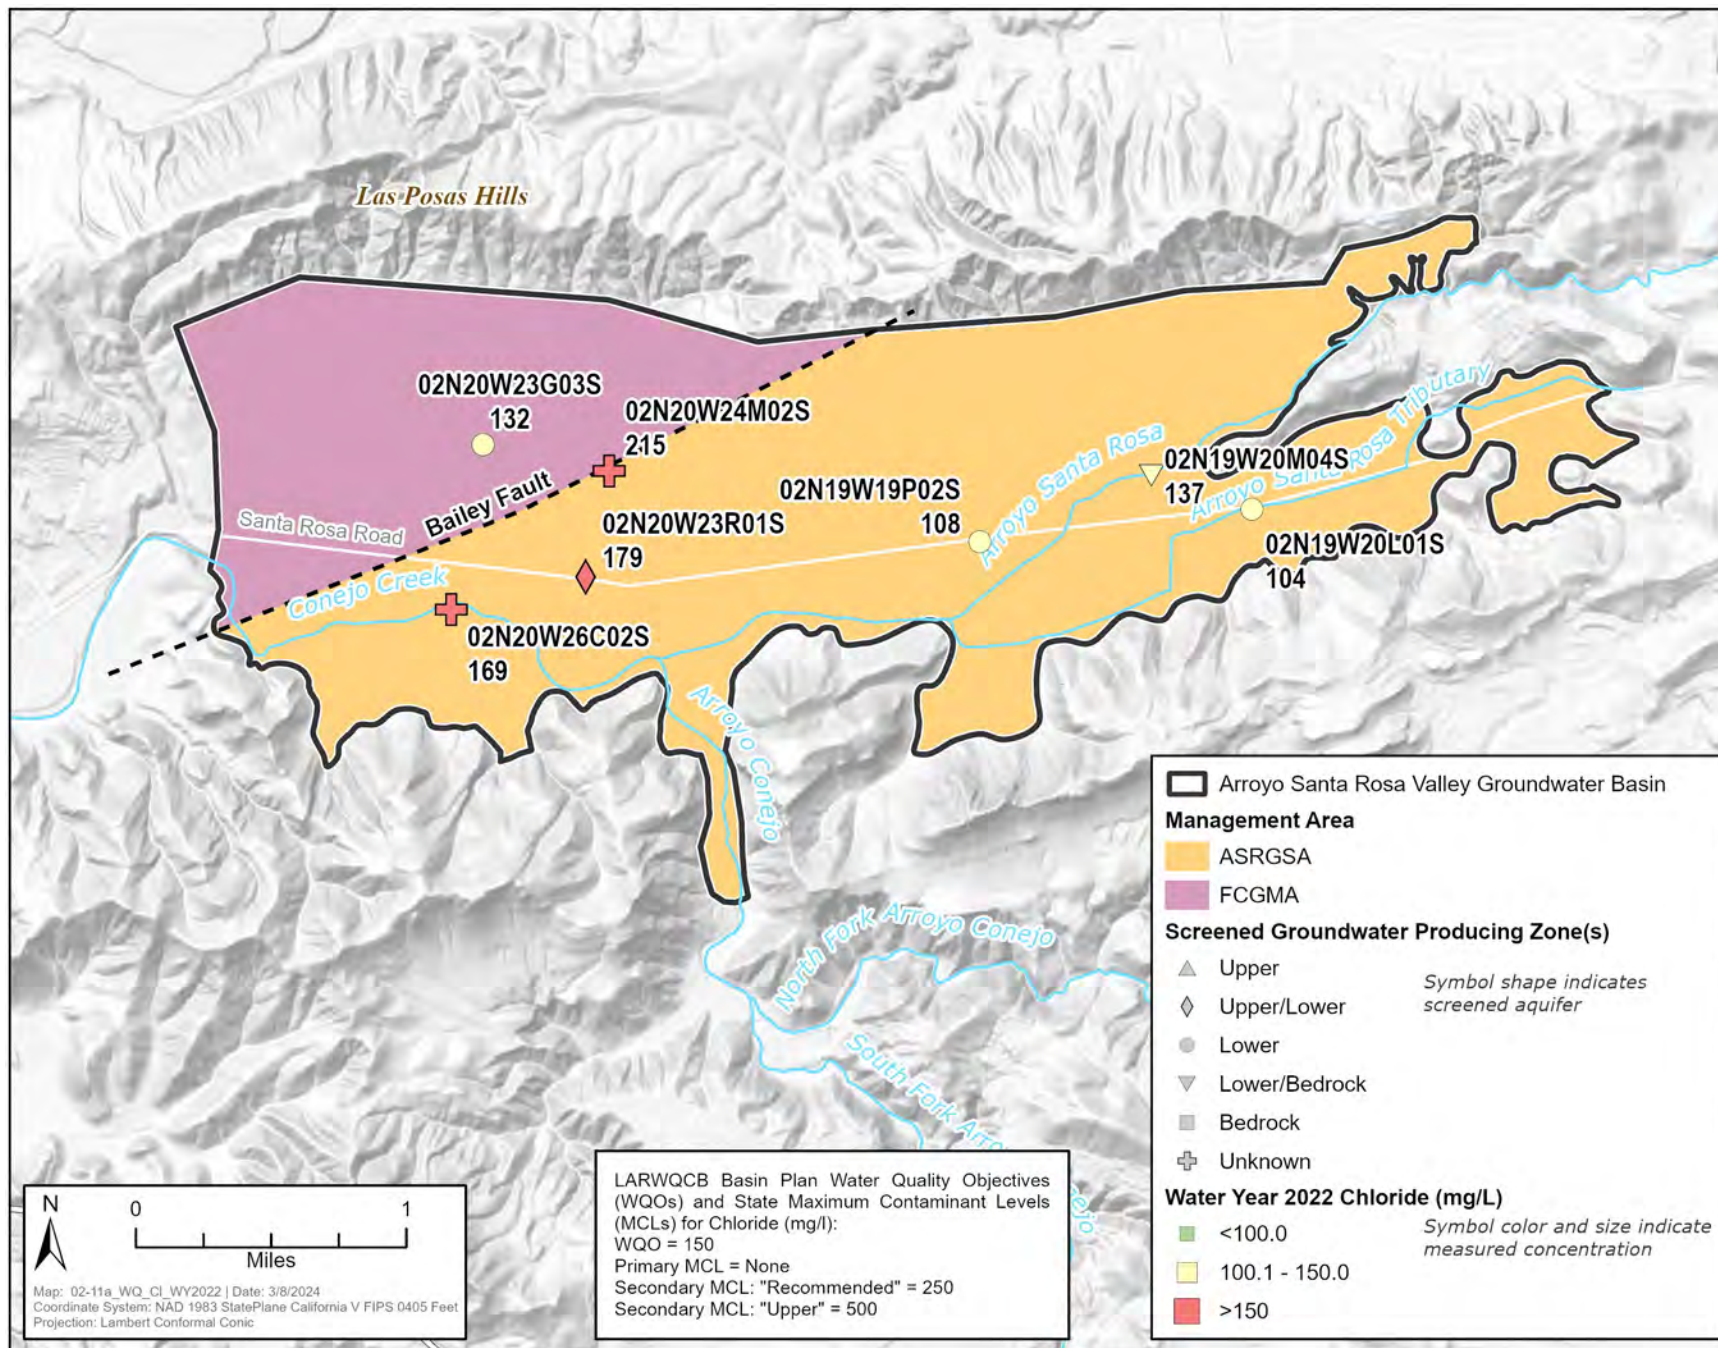 Las Posas Hills
02N20W23G03S
132
02N20W24M02S
215
Bailey Fault
Santa Rosa Road
02N20W23R01S
179
Conejo Creek
02N20W26C02S
169
02N19W19P02S
108
Arroyo Santa Rosa
02N19W20M04S
137
Arroyo Santa Rosa Tributary
02N19W20L01S
104
Arroyo Conejo
North Fork Arroyo Conejo
South Fork Arro
nejo
Arroyo Santa Rosa Valley Groundwater Basin
Management Area
ASRGSA
FCGMA
Screened Groundwater Producing Zone(s)
Upper
Upper/Lower
Lower
Lower/Bedrock
Bedrock
Unknown
Symbol shape indicates
screened aquifer
Water Year 2022 Chloride (mg/L)
<100.0
100.1 - 150.0
>150
Symbol color and size indicate
measured concentration
LARWQCB Basin Plan Water Quality Objectives
(WQOs) and State Maximum Contaminant Levels
(MCLs) for Chloride (mg/l):
WQO = 150
Primary MCL = None
Secondary MCL: "Recommended" = 250
Secondary MCL: "Upper" = 500
N
0 1
Miles
Map: 02-11a_WQ_Cl_WY2022 | Date: 3/8/2024
Coordinate System: NAD 1983 StatePlane California V FIPS 0405 Feet
Projection: Lambert Conformal Conic